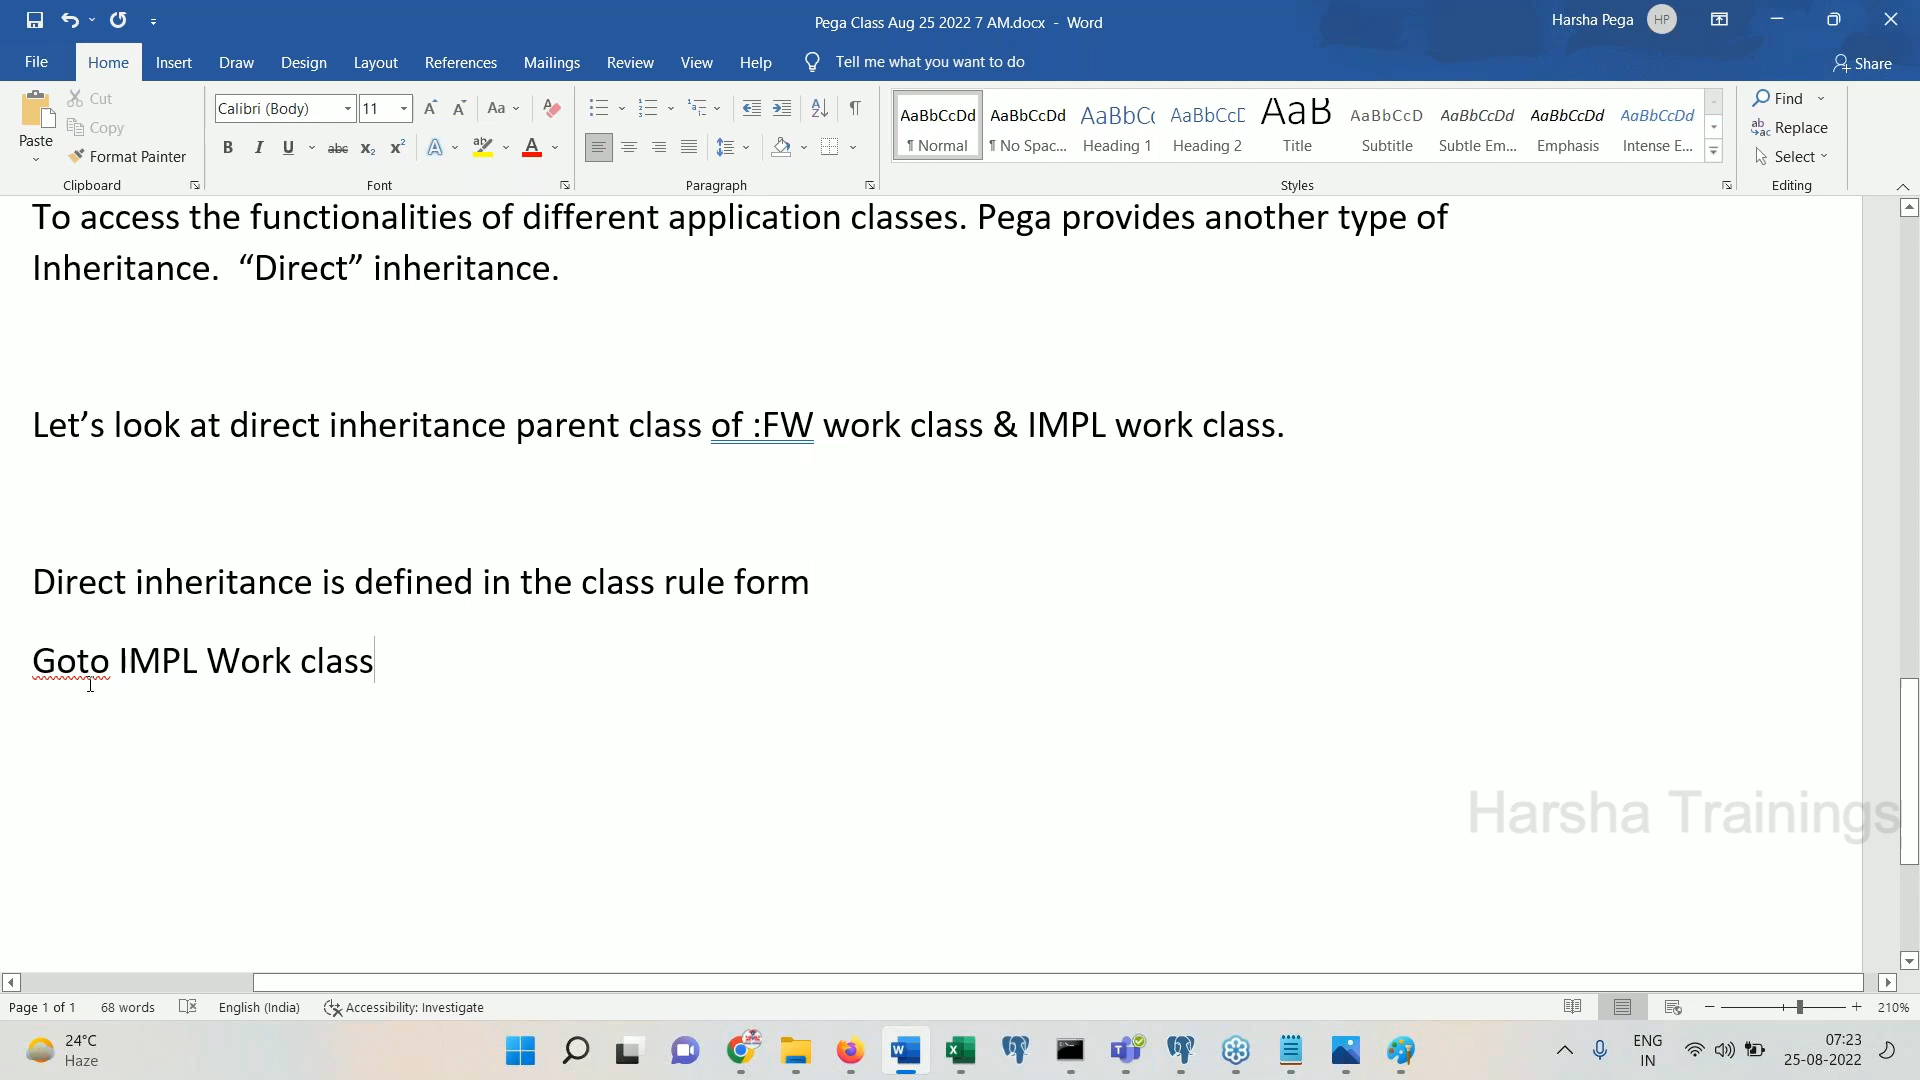 Pega Class Aug 25 2022 7 AM.docx - Word
Harsha Pega
HP
File
Home
Insert
Draw
Design
Layout
References
Mailings
Review
View
Help
Tell me what you want to do
Share
Paste
Cut
Copy
Format Painter
Clipboard
Calibri (Body)
11
Font
Paragraph
AaBbCcDd
¶ Normal
AaBbCcDd
¶ No Spac...
AaBbCc
Heading 1
AaBbCcD
Heading 2
AaB
Title
AaBbCcD
Subtitle
AaBbCcDd
Subtle Em...
AaBbCcDd
Emphasis
AaBbCcDd
Intense E...
Styles
Find
Replace
Select
Editing
To access the functionalities of different application classes. Pega provides another type of
Inheritance. “Direct” inheritance.
Let’s look at direct inheritance parent class of :FW work class & IMPL work class.
Direct inheritance is defined in the class rule form
Goto IMPL Work class
Harsha Trainings
Page 1 of 1
68 words
English (India)
Accessibility: Investigate
210%
24°C
Haze
ENG
IN
07:23
25-08-2022